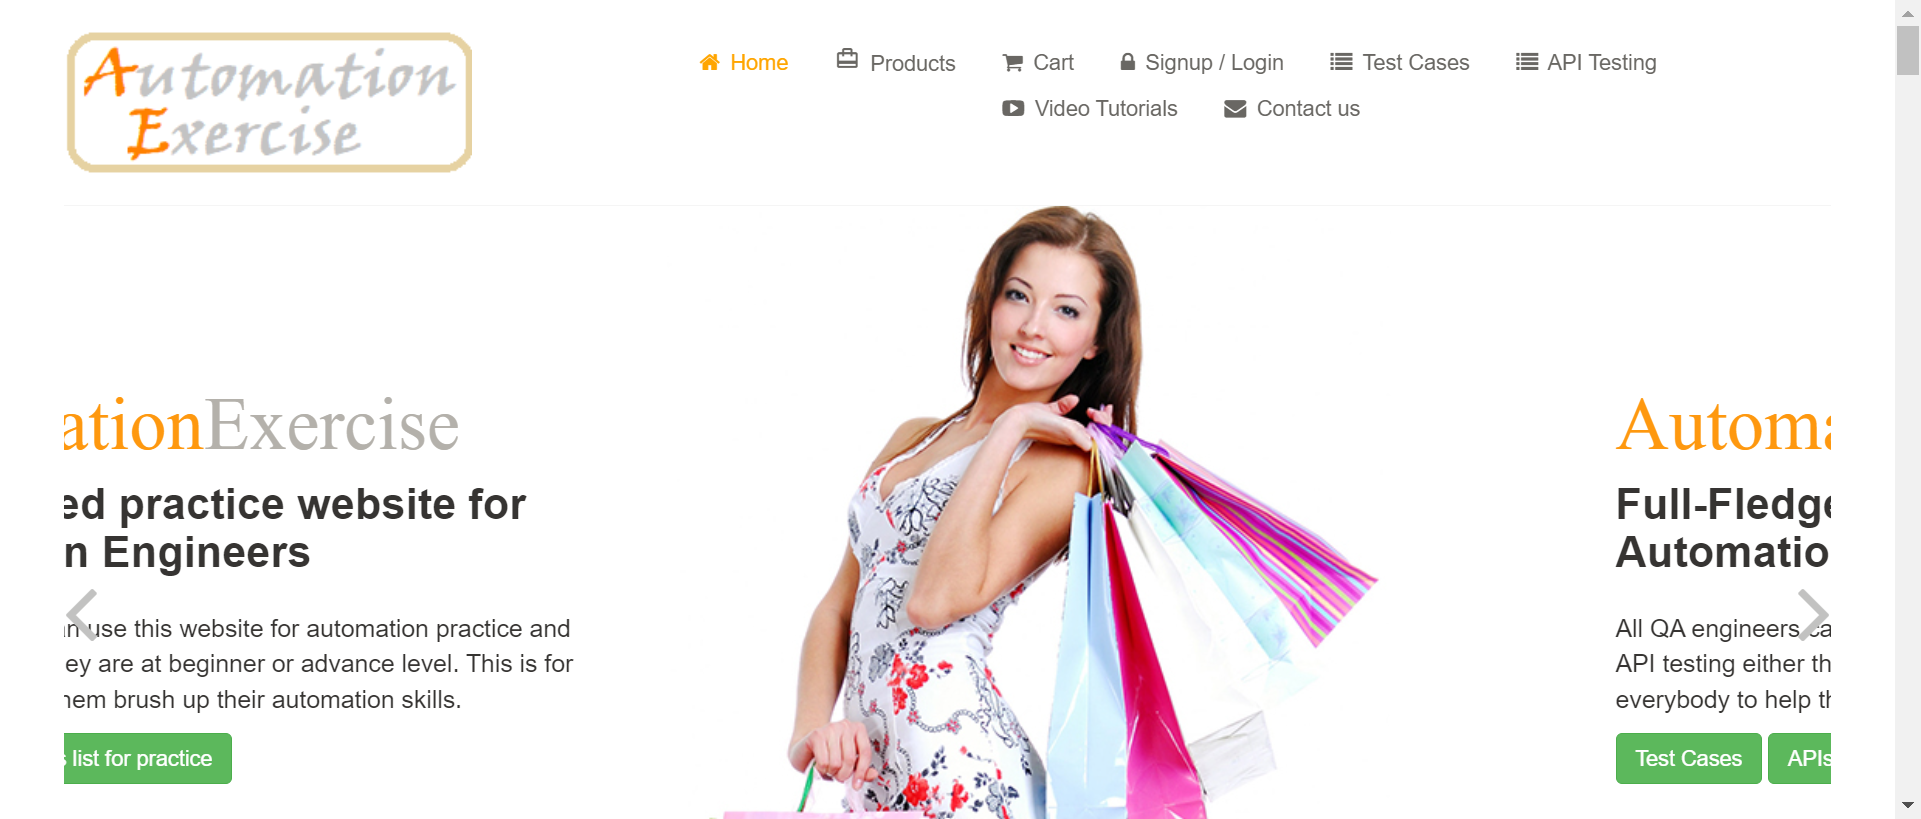 Automation
Exercise
Home
Products
Cart
Signup / Login
Test Cases
API Testing
Video Tutorials
Contact us
ationExercise
ed practice website for
n Engineers
an use this website for automation practice and
ey are at beginner or advance level. This is for
hem brush up their automation skills.
s list for practice
Automa
Full-Fledge
Automatio
All QA engineers ca
API testing either th
everybody to help th
Test Cases
APIs